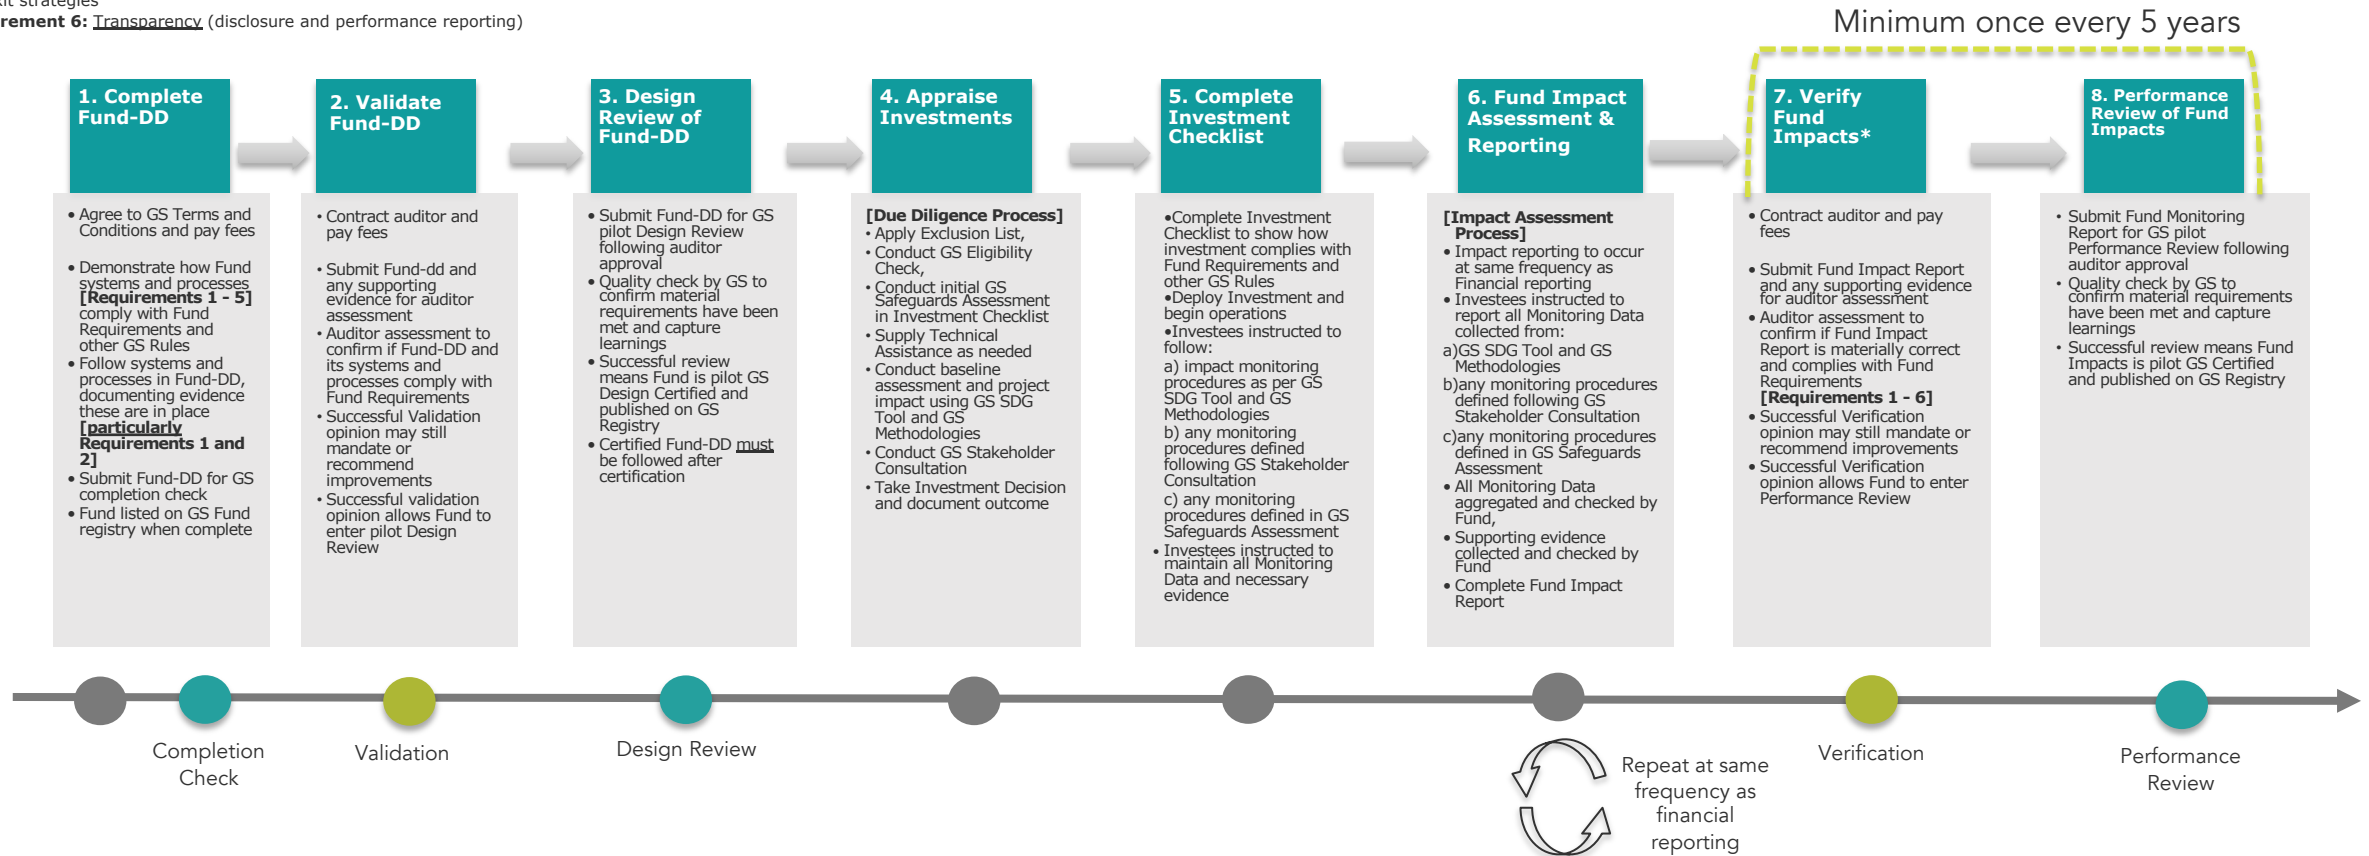 kit strategies
rement 6: Transparency (disclosure and performance reporting)
Minimum once every 5 years
1. Complete
Fund-DD
2. Validate
Fund-DD
3. Design
Review of
Fund-DD
4. Appraise
Investments
5. Complete
Investment
Checklist
6. Fund Impact
Assessment &
Reporting
7. Verify
Fund
Impacts*
8. Performance
Review of Fund
Impacts
• Agree to GS Terms and
Conditions and pay fees
• Demonstrate how Fund
systems and processes
[Requirements 1 - 5]
comply with Fund
Requirements and
other GS Rules
• Follow systems and
processes in Fund-DD,
documenting evidence
these are in place
[particularly
Requirements 1 and
2]
• Submit Fund-DD for GS
completion check
• Fund listed on GS Fund
registry when complete
• Contract auditor and
pay fees
• Submit Fund-dd and
any supporting
evidence for auditor
assessment
• Auditor assessment to
confirm if Fund-DD and
its systems and
processes comply with
Fund Requirements
• Successful Validation
opinion may still
mandate or
recommend
improvements
• Successful validation
opinion allows Fund to
enter pilot Design
Review
• Submit Fund-DD for GS
pilot Design Review
following auditor
approval
• Quality check by GS to
confirm material
requirements have been
met and capture
learnings
• Successful review
means Fund is pilot GS
Design Certified and
published on GS
Registry
• Certified Fund-DD must
be followed after
certification
[Due Diligence Process]
• Apply Exclusion List,
• Conduct GS Eligibility
Check,
• Conduct initial GS
Safeguards Assessment
in Investment Checklist
• Supply Technical
Assistance as needed
• Conduct baseline
assessment and project
impact using GS SDG
Tool and GS
Methodologies
• Conduct GS Stakeholder
Consultation
• Take Investment Decision
and document outcome
•Complete Investment
Checklist to show how
investment complies with
Fund Requirements and
other GS Rules
•Deploy Investment and
begin operations
•Investees instructed to
follow:
a) impact monitoring
procedures as per GS
SDG Tool and GS
Methodologies
b) any monitoring
procedures defined
following GS Stakeholder
Consultation
c) any monitoring
procedures defined in GS
Safeguards Assessment
• Investees instructed to
maintain all Monitoring
Data and necessary
evidence
[Impact Assessment
Process]
• Impact reporting to occur
at same frequency as
Financial reporting
• Investees instructed to
report all Monitoring Data
collected from:
a)GS SDG Tool and GS
Methodologies
b)any monitoring procedures
defined following GS
Stakeholder Consultation
c)any monitoring procedures
defined in GS Safeguards
Assessment
• All Monitoring Data
aggregated and checked by
Fund,
• Supporting evidence
collected and checked by
Fund
• Complete Fund Impact
Report
• Contract auditor and pay
fees
• Submit Fund Impact Report
and any supporting evidence
for auditor assessment
• Auditor assessment to
confirm if Fund Impact
Report is materially correct
and complies with Fund
Requirements
[Requirements 1 - 6]
• Successful Verification
opinion may still mandate or
recommend improvements
• Successful Verification
opinion allows Fund to enter
Performance Review
• Submit Fund Monitoring
Report for GS pilot
Performance Review following
auditor approval
• Quality check by GS to
confirm material requirements
have been met and capture
learnings
• Successful review means Fund
Impacts is pilot GS Certified
and published on GS Registry
Completion
Check
Validation
Design Review
Repeat at same
frequency as
financial
reporting
Verification
Performance
Review